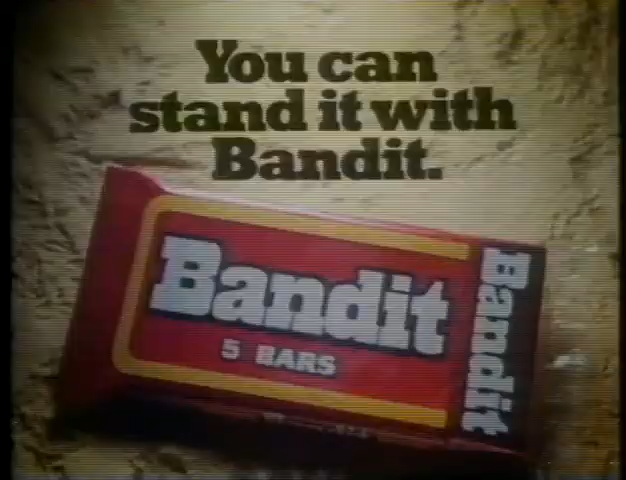 You can
stand it with
Bandit.
Bandit
5 BARS
Bandit